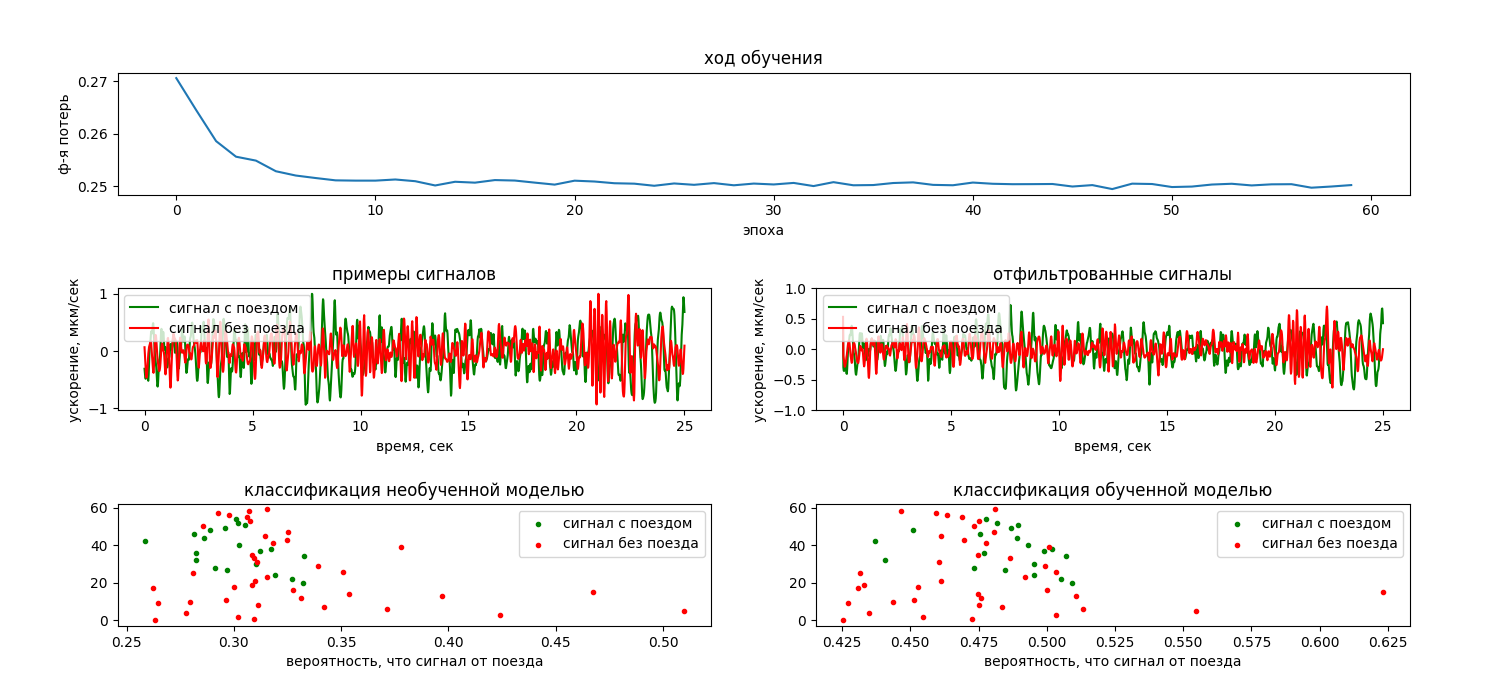 ход обучения
0.27
0.26
0.25
ф-я потерь
0 10 20 30 40 50 60
эпоха
примеры сигналов
1
0
−1
ускорение, мкм/сек
сигнал с поездом
сигнал без поезда
0 5 10 15 20 25
время, сек
отфильтрованные сигналы
1.0
0.5
0.0
−0.5
−1.0
ускорение, мкм/сек
сигнал с поездом
сигнал без поезда
0 5 10 15 20 25
время, сек
классификация необученной моделью
60
40
20
0
сигнал с поездом
сигнал без поезда
0.25 0.30 0.35 0.40 0.45 0.50
вероятность, что сигнал от поезда
классификация обученной моделью
60
40
20
0
сигнал с поездом
сигнал без поезда
0.425 0.450 0.475 0.500 0.525 0.550 0.575 0.600 0.625
вероятность, что сигнал от поезда